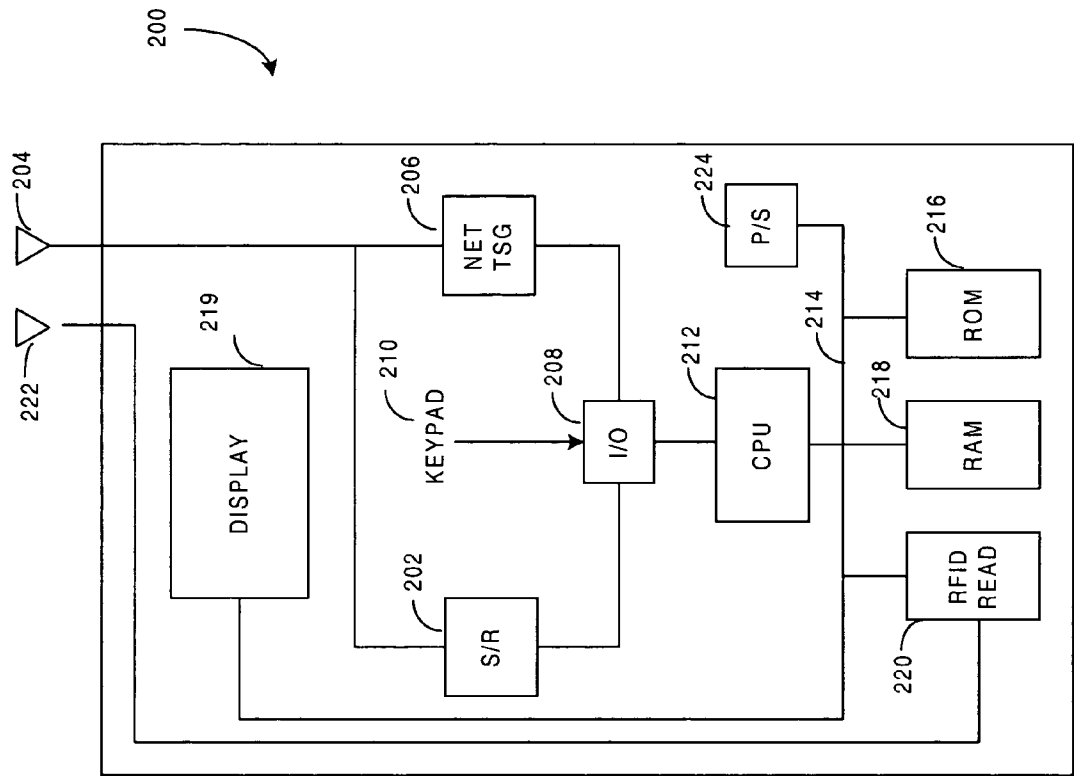 200
204
222
219
DISPLAY
206
NET
TSG
210
KEYPAD
202
S/R
208
I/O
212
CPU
224
P/S
214
216
ROM
218
RAM
220
RFID
READ